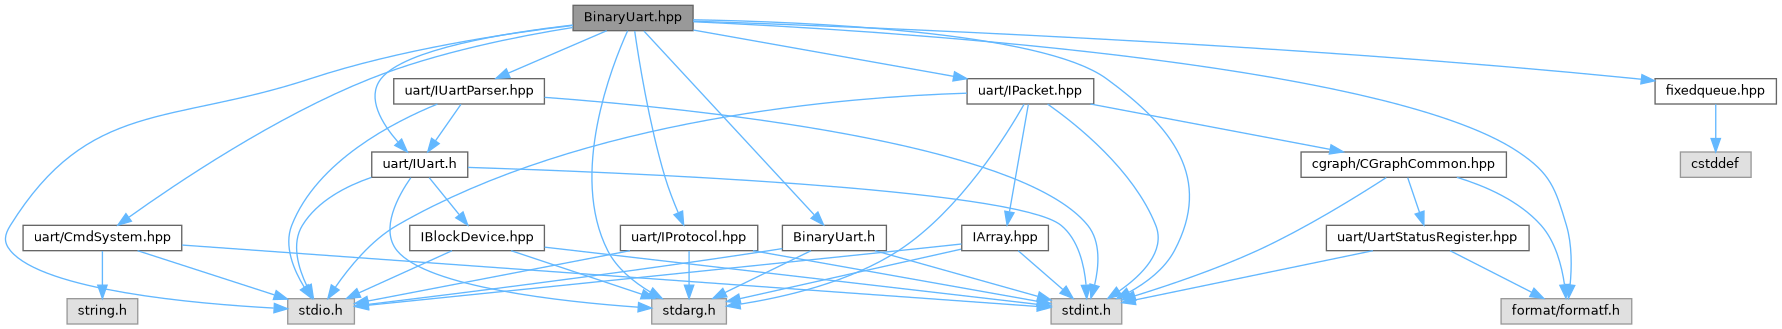 BinaryUart.hpp
uart/IUartParser.hpp
uart/IPacket.hpp
fixedqueue.hpp
uart/IUart.h
cgraph/CGraphCommon.hpp
cstddef
uart/CmdSystem.hpp
IBlockDevice.hpp
uart/IProtocol.hpp
BinaryUart.h
IArray.hpp
uart/UartStatusRegister.hpp
string.h
stdio.h
stdarg.h
stdint.h
format/formatf.h